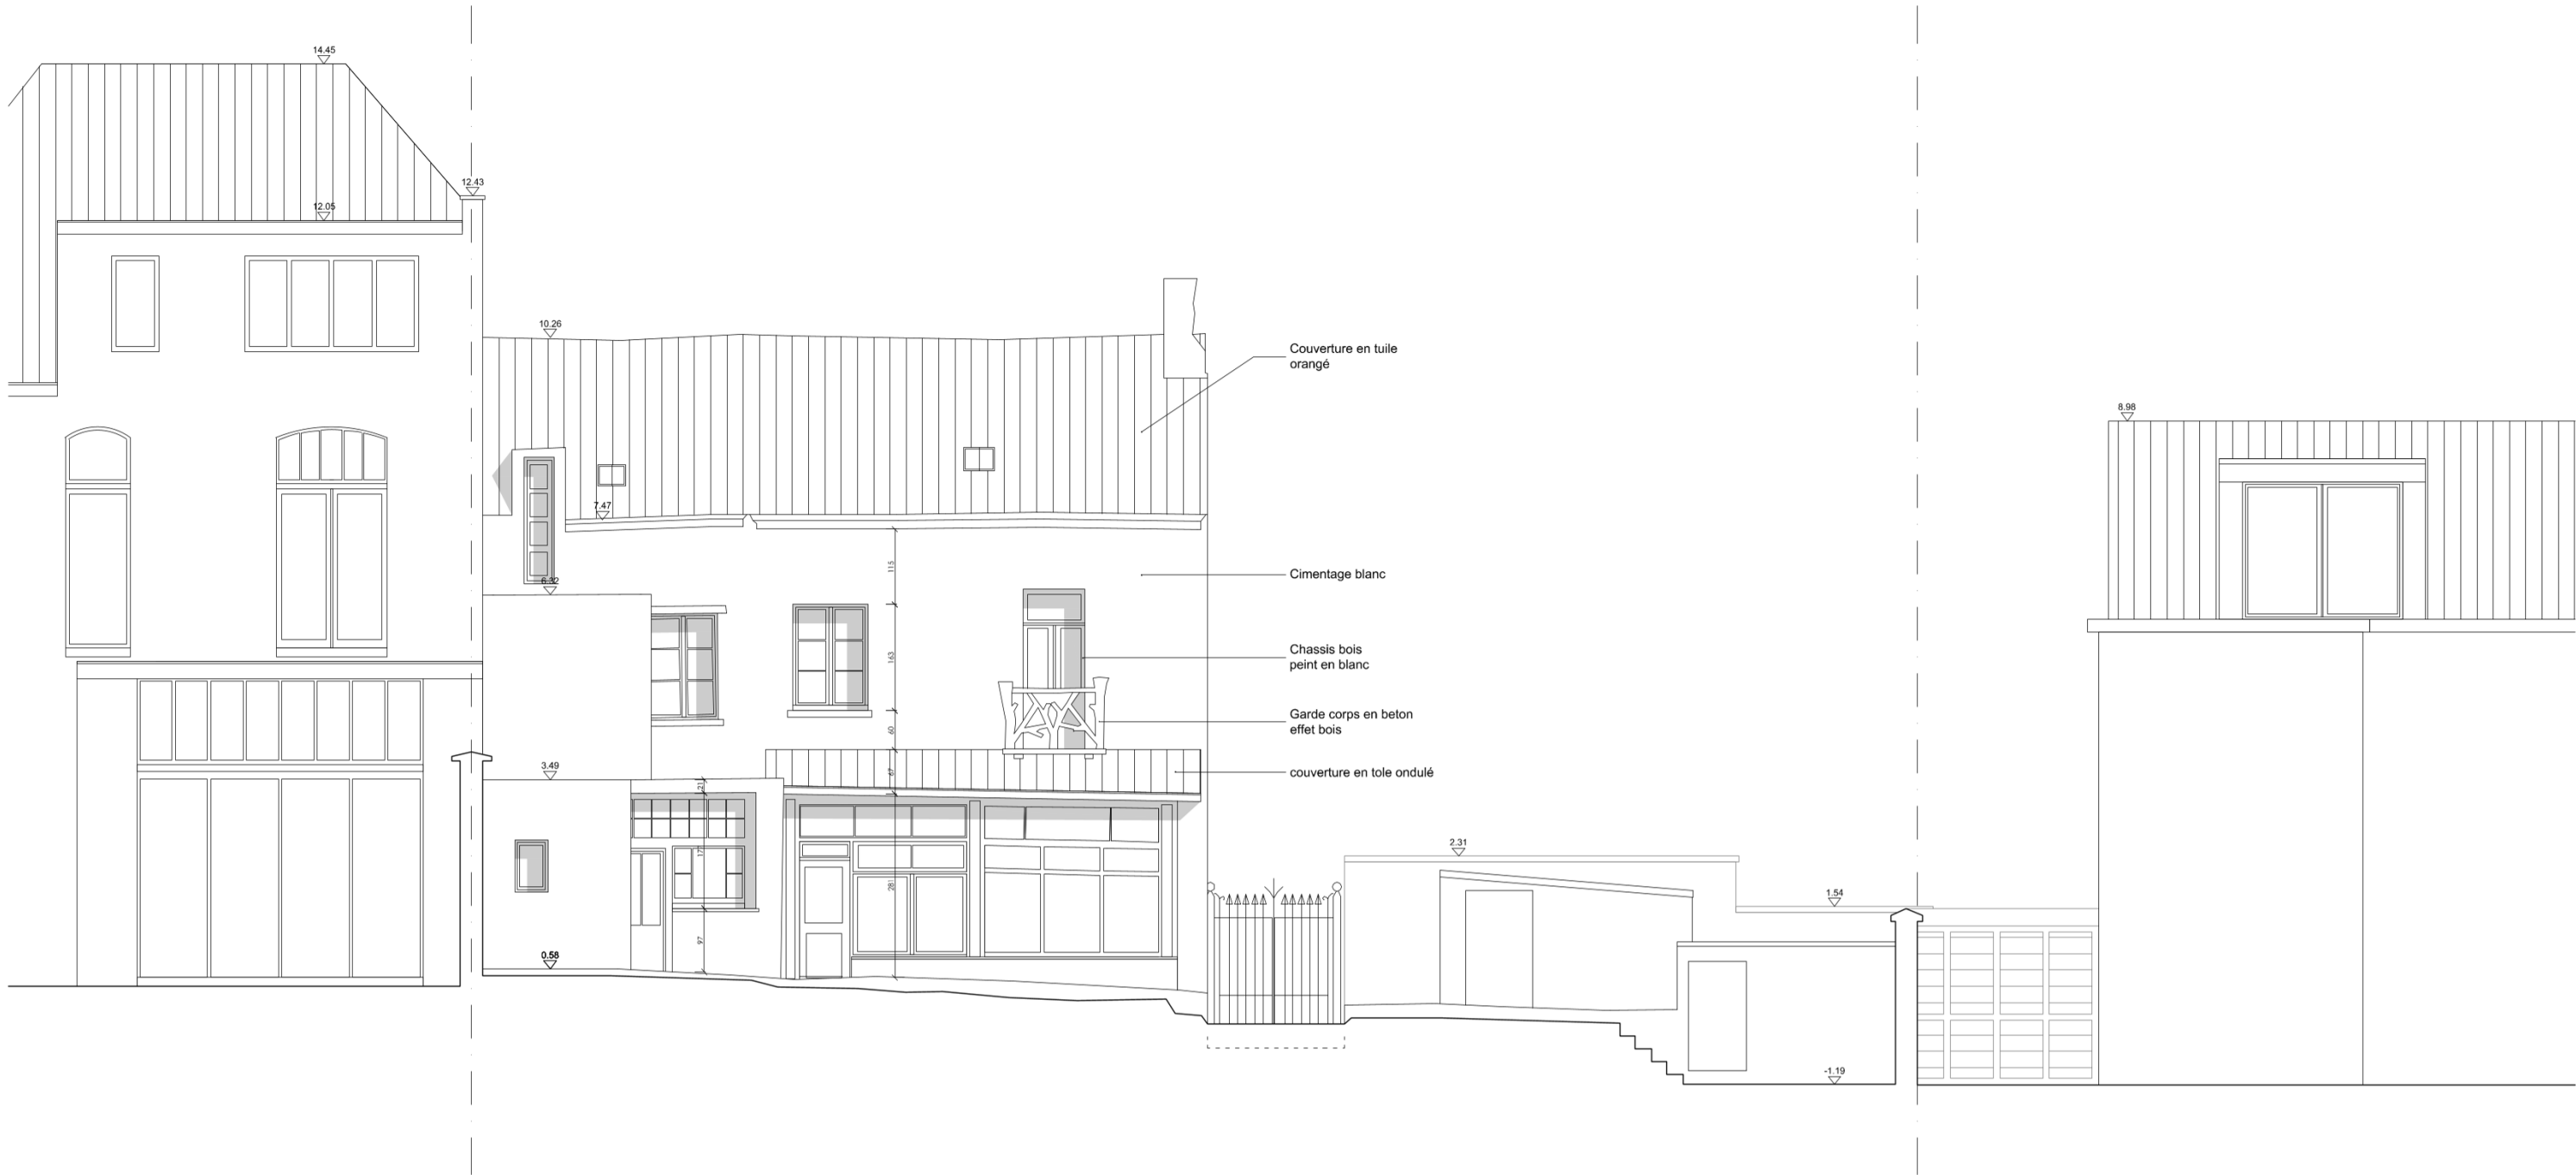 14.45
12.43
12.05
10.26
Couverture en tuile
orangé
8.98
7.47
115
Cimentage blanc
6.32
163
Chassis bois
peint en blanc
Garde corps en beton
effet bois
60
67
couverture en tole ondulé
3.49
21
2.31
281
1.54
97
0.58
-1.19